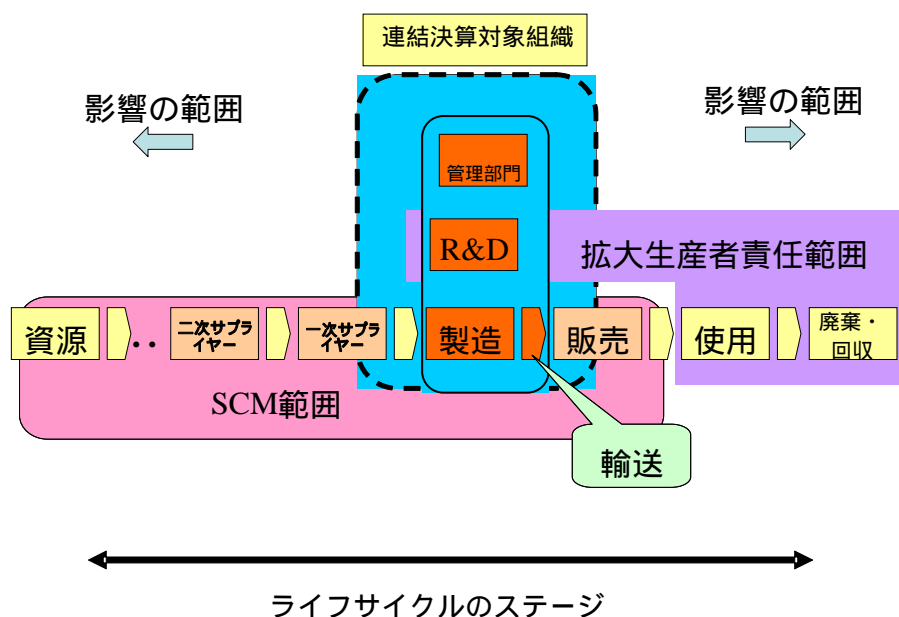 連結決算対象組織
影響の範囲
影響の範囲
管理部門
R&D
拡大生産者責任範囲
資源
‥
二次サプラ
イヤー
一次サプラ
イヤー
製造
販売
使用
廃棄・
回収
SCM範囲
輸送
ライフサイクルのステージ